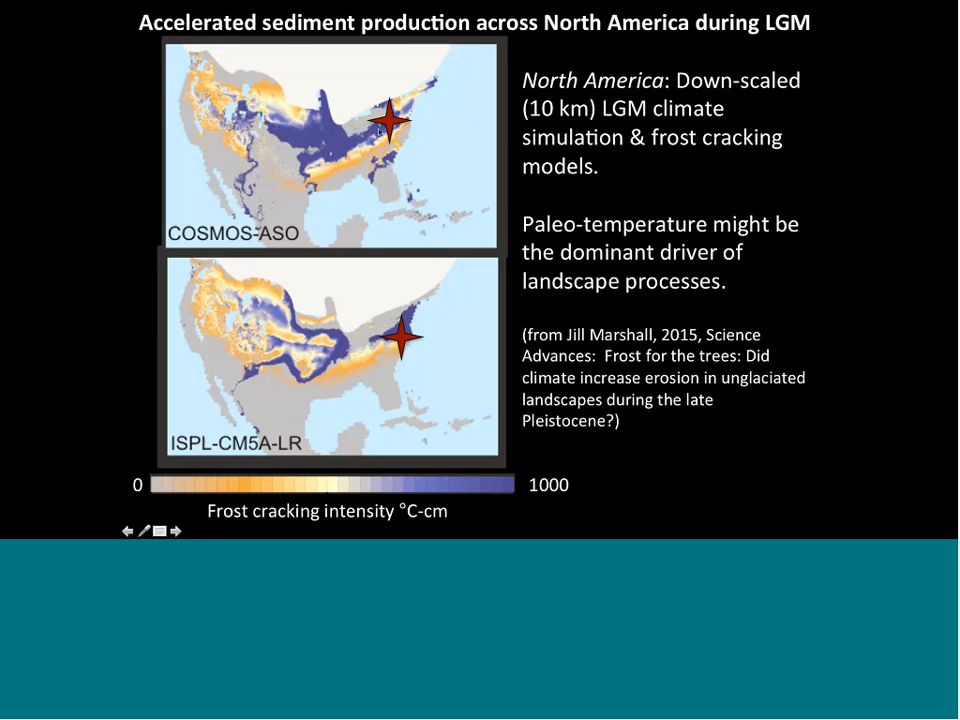 Accelerated sediment production across North America during LGM
North America: Down-scaled
(10 km) LGM climate
simulation & frost cracking
models.
Paleo-temperature might be
the dominant driver of
landscape processes.
(from Jill Marshall, 2015, Science
Advances: Frost for the trees: Did
climate increase erosion in unglaciated
landscapes during the late
Pleistocene?)
COSMOS-ASO
ISPL-CM5A-LR
0 1000
Frost cracking intensity °C-cm